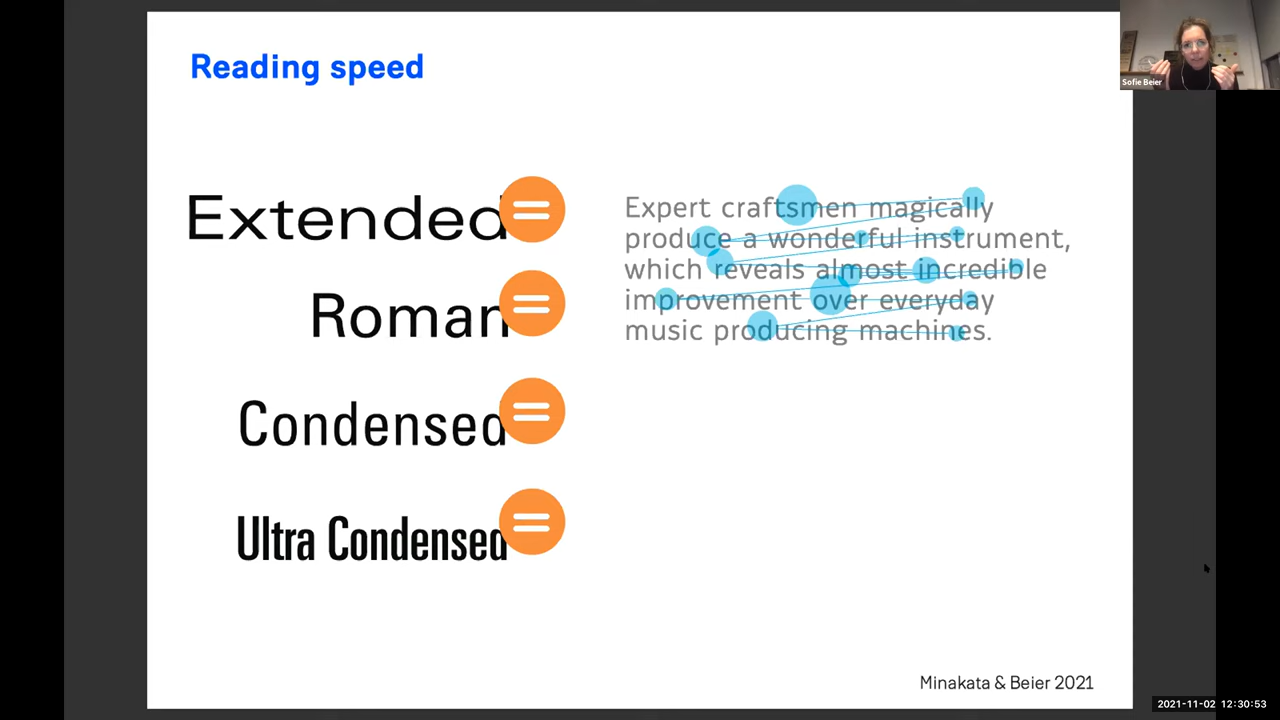 Reading speed
Extended
Roman
Condensed
Ultra Condensed
Expert craftsmen magically
produce a wonderful instrument,
which reveals almost incredible
improvement over everyday
music producing machines.
Minakata & Beier 2021
Sofie Beier
2021-11-02 12:30:53